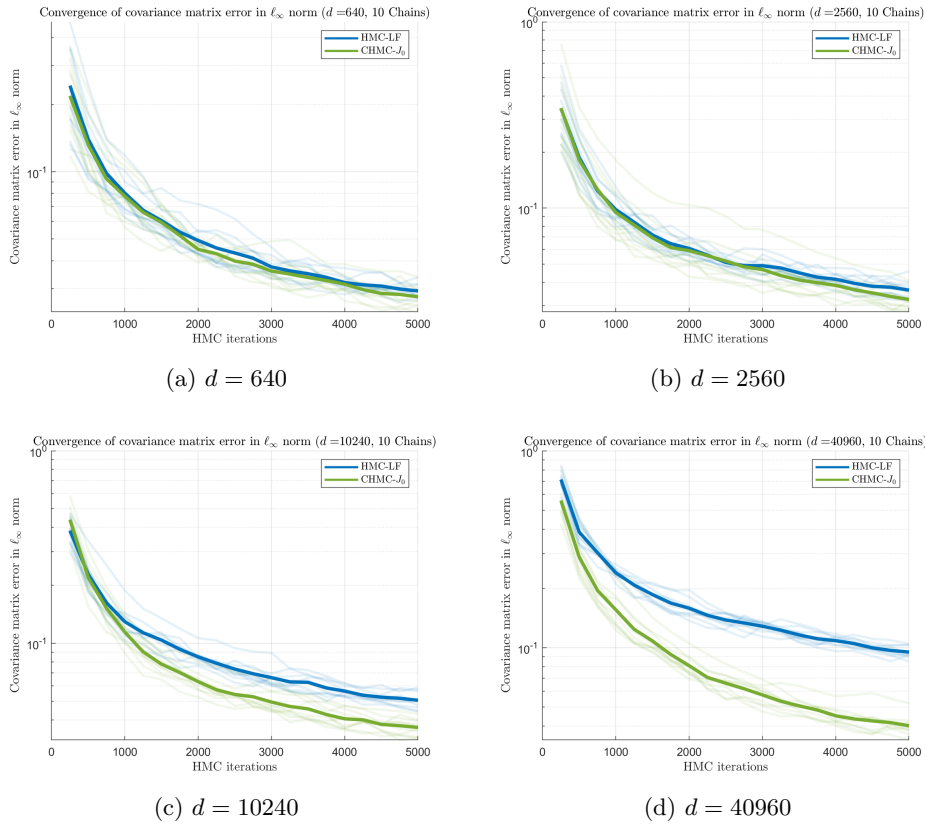 Convergence of covariance matrix error in ℓ∞ norm (d =640, 10 Chains)
HMC-LF
CHMC-J₀
Covariance matrix error in ℓ∞ norm
10⁻¹
0 1000 2000 3000 4000 5000
HMC iterations
(a) d = 640
Convergence of covariance matrix error in ℓ∞ norm (d =2560, 10 Chains)
10⁰
HMC-LF
CHMC-J₀
Covariance matrix error in ℓ∞ norm
10⁻¹
0 1000 2000 3000 4000 5000
HMC iterations
(b) d = 2560
Convergence of covariance matrix error in ℓ∞ norm (d =10240, 10 Chains)
10⁰
HMC-LF
CHMC-J₀
Covariance matrix error in ℓ∞ norm
10⁻¹
0 1000 2000 3000 4000 5000
HMC iterations
(c) d = 10240
Convergence of covariance matrix error in ℓ∞ norm (d =40960, 10 Chains)
10⁰
HMC-LF
CHMC-J₀
Covariance matrix error in ℓ∞ norm
10⁻¹
0 1000 2000 3000 4000 5000
HMC iterations
(d) d = 40960